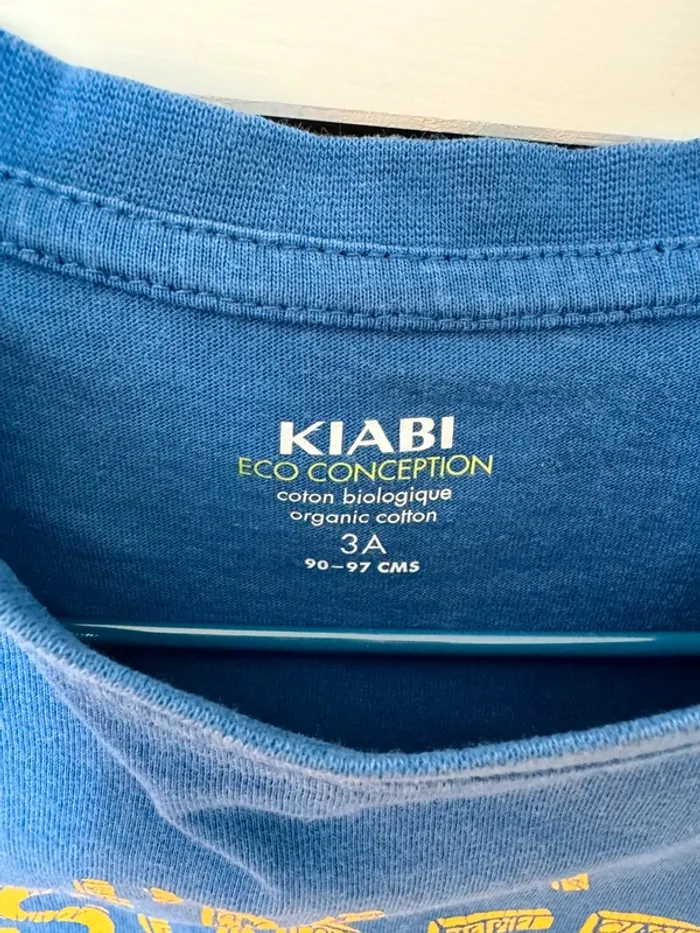 KIABI
ECO CONCEPTION
coton biologique
organic cotton
3A
90-97 CMS